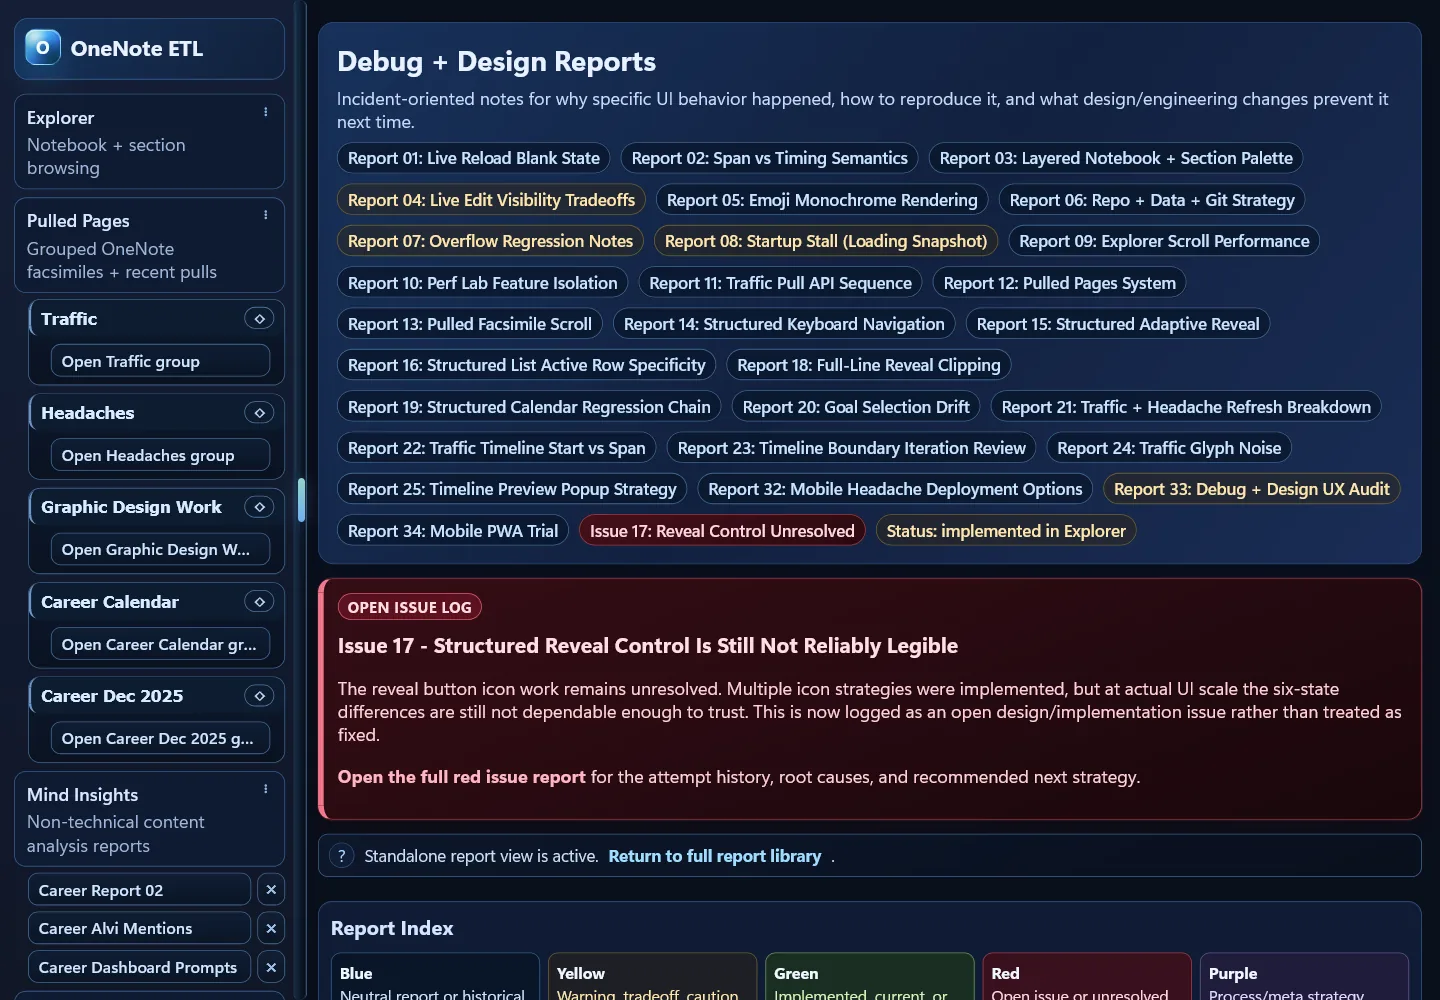 O OneNote ETL
Explorer
Notebook + section
browsing
Pulled Pages
Grouped OneNote
facsimiles + recent pulls
Traffic
Open Traffic group
Headaches
Open Headaches group
Graphic Design Work
Open Graphic Design W...
Career Calendar
Open Career Calendar gr...
Career Dec 2025
Open Career Dec 2025 g...
Mind Insights
Non-technical content
analysis reports
Career Report 02 ✕
Career Alvi Mentions ✕
Career Dashboard Prompts ✕
Debug + Design Reports
Incident-oriented notes for why specific UI behavior happened, how to reproduce it, and what design/engineering changes prevent it
next time.
Report 01: Live Reload Blank State Report 02: Span vs Timing Semantics Report 03: Layered Notebook + Section Palette
Report 04: Live Edit Visibility Tradeoffs Report 05: Emoji Monochrome Rendering Report 06: Repo + Data + Git Strategy
Report 07: Overflow Regression Notes Report 08: Startup Stall (Loading Snapshot) Report 09: Explorer Scroll Performance
Report 10: Perf Lab Feature Isolation Report 11: Traffic Pull API Sequence Report 12: Pulled Pages System
Report 13: Pulled Facsimile Scroll Report 14: Structured Keyboard Navigation Report 15: Structured Adaptive Reveal
Report 16: Structured List Active Row Specificity Report 18: Full-Line Reveal Clipping
Report 19: Structured Calendar Regression Chain Report 20: Goal Selection Drift Report 21: Traffic + Headache Refresh Breakdown
Report 22: Traffic Timeline Start vs Span Report 23: Timeline Boundary Iteration Review Report 24: Traffic Glyph Noise
Report 25: Timeline Preview Popup Strategy Report 32: Mobile Headache Deployment Options Report 33: Debug + Design UX Audit
Report 34: Mobile PWA Trial Issue 17: Reveal Control Unresolved Status: implemented in Explorer
OPEN ISSUE LOG
Issue 17 - Structured Reveal Control Is Still Not Reliably Legible
The reveal button icon work remains unresolved. Multiple icon strategies were implemented, but at actual UI scale the six-state
differences are still not dependable enough to trust. This is now logged as an open design/implementation issue rather than treated as
fixed.
Open the full red issue report for the attempt history, root causes, and recommended next strategy.
? Standalone report view is active. Return to full report library .
Report Index
Blue Yellow Green Red Purple
Neutral report or historical Warning, tradeoff, caution Implemented, current, or Open issue or unresolved Process/meta strategy